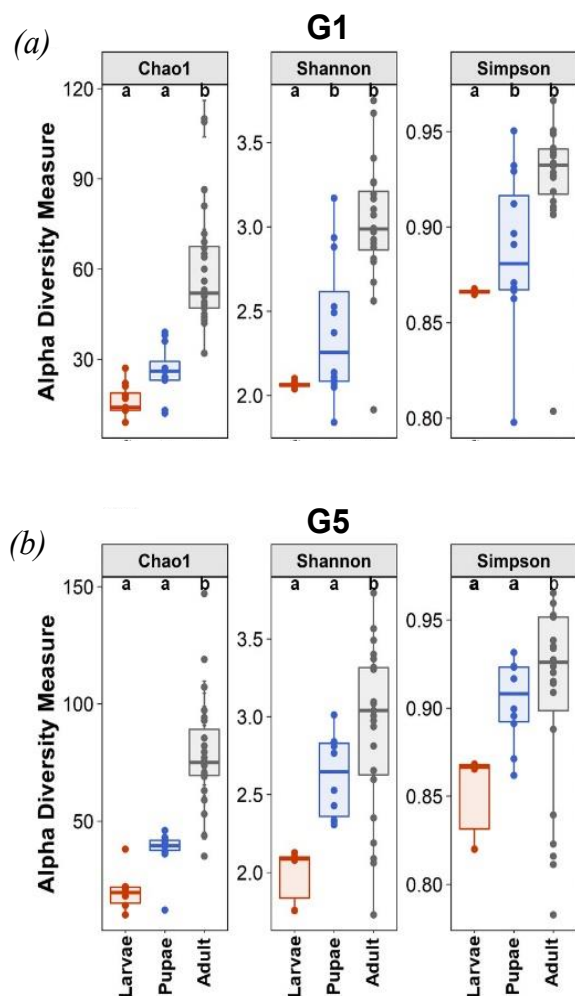 (a)
G1
Chao1
Shannon
Simpson
a a b
a b b
a b b
Alpha Diversity Measure
120
90
60
30
3.5
3.0
2.5
2.0
0.95
0.90
0.85
0.80
(b)
G5
Chao1
Shannon
Simpson
a a b
a a b
a a b
Alpha Diversity Measure
150
100
50
3.5
3.0
2.5
2.0
0.95
0.90
0.85
0.80
Larvae
Pupae
Adult
Larvae
Pupae
Adult
Larvae
Pupae
Adult